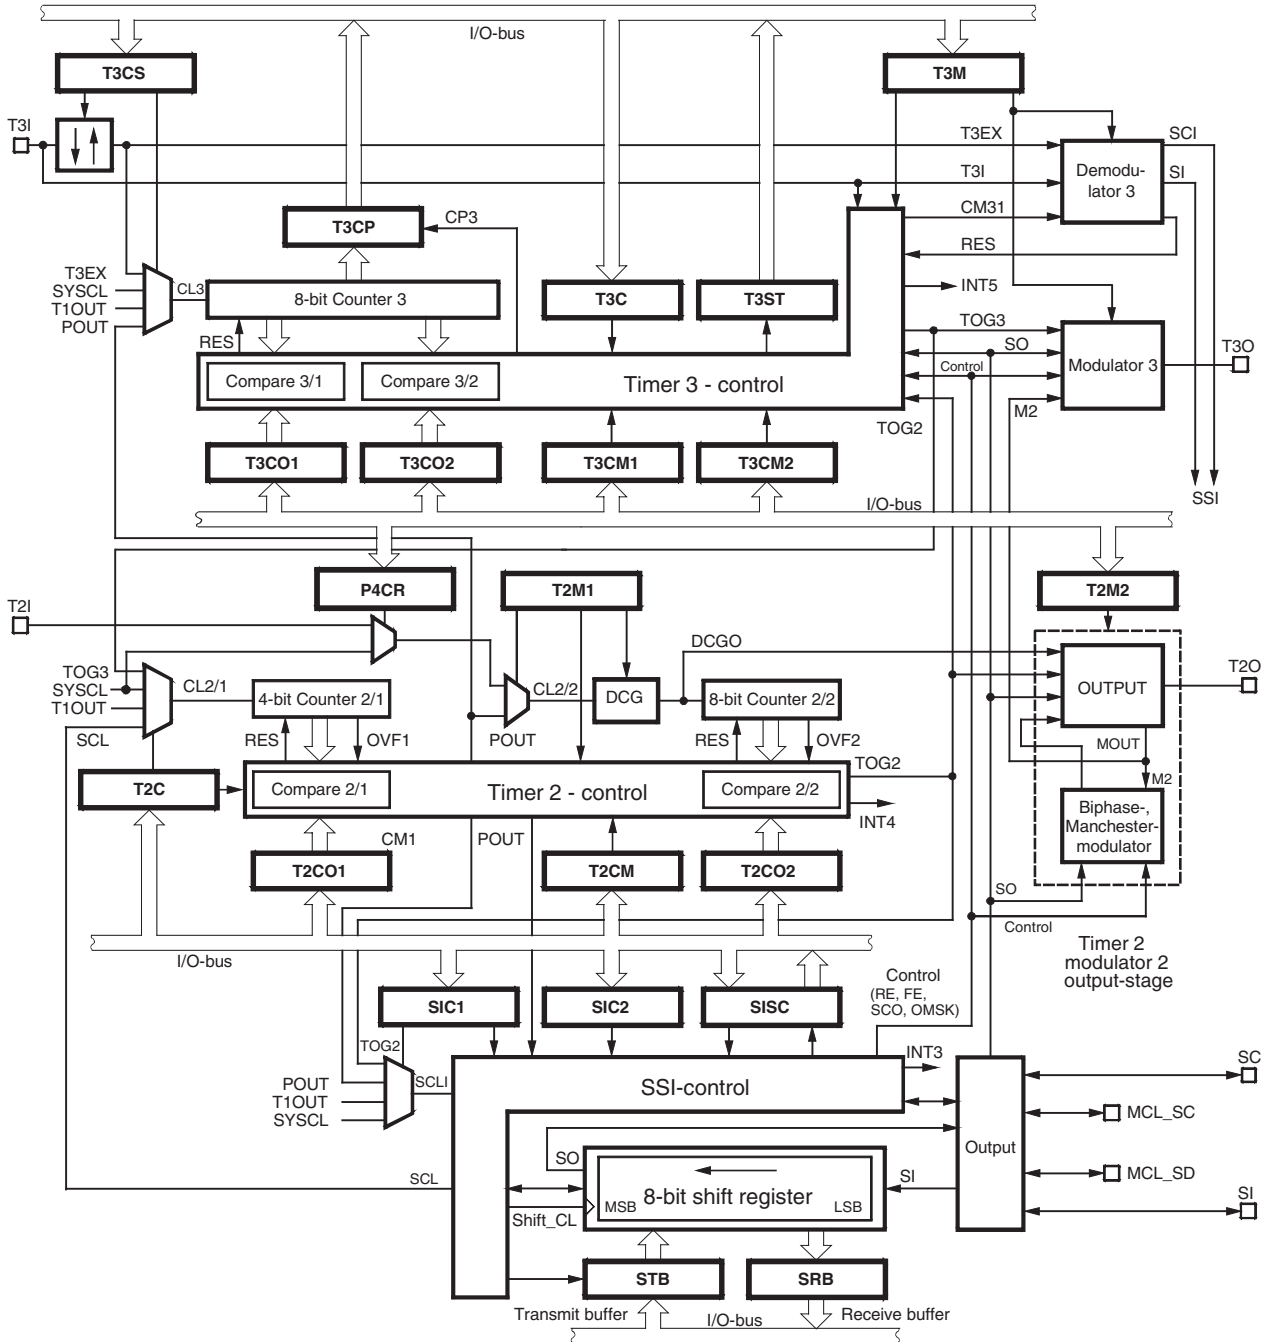 I/O-bus
T3CS
T3M
T3I
T3EX
SCI
T3I
SI
Demodu-
lator 3
T3CP
CP3
CM31
RES
T3EX
SYSCL
T1OUT
POUT
CL3
8-bit Counter 3
T3C
T3ST
INT5
RES
TOG3
SO
Control
M2
Modulator 3
T3O
Compare 3/1
Compare 3/2
Timer 3 - control
TOG2
T3CO1
T3CO2
T3CM1
T3CM2
SSI
I/O-bus
P4CR
T2M1
T2M2
T2I
DCGO
TOG3
SYSCL
T1OUT
SCL
CL2/1
4-bit Counter 2/1
CL2/2
DCG
8-bit Counter 2/2
OUTPUT
T2O
RES
OVF1
POUT
RES
OVF2
MOUT
TOG2
M2
T2C
Compare 2/1
Timer 2 - control
Compare 2/2
INT4
Biphase-,
Manchester-
modulator
CM1
POUT
T2CO1
T2CM
T2CO2
SO
Control
I/O-bus
Timer 2
modulator 2
output-stage
SIC1
SIC2
SISC
Control
(RE, FE,
SCO, OMSK)
TOG2
INT3
POUT
T1OUT
SYSCL
SCLI
SSI-control
SC
MCL_SC
Output
SO
SCL
SI
MCL_SD
8-bit shift register
MSB
LSB
Shift_CL
SI
STB
SRB
Transmit buffer
I/O-bus
Receive buffer